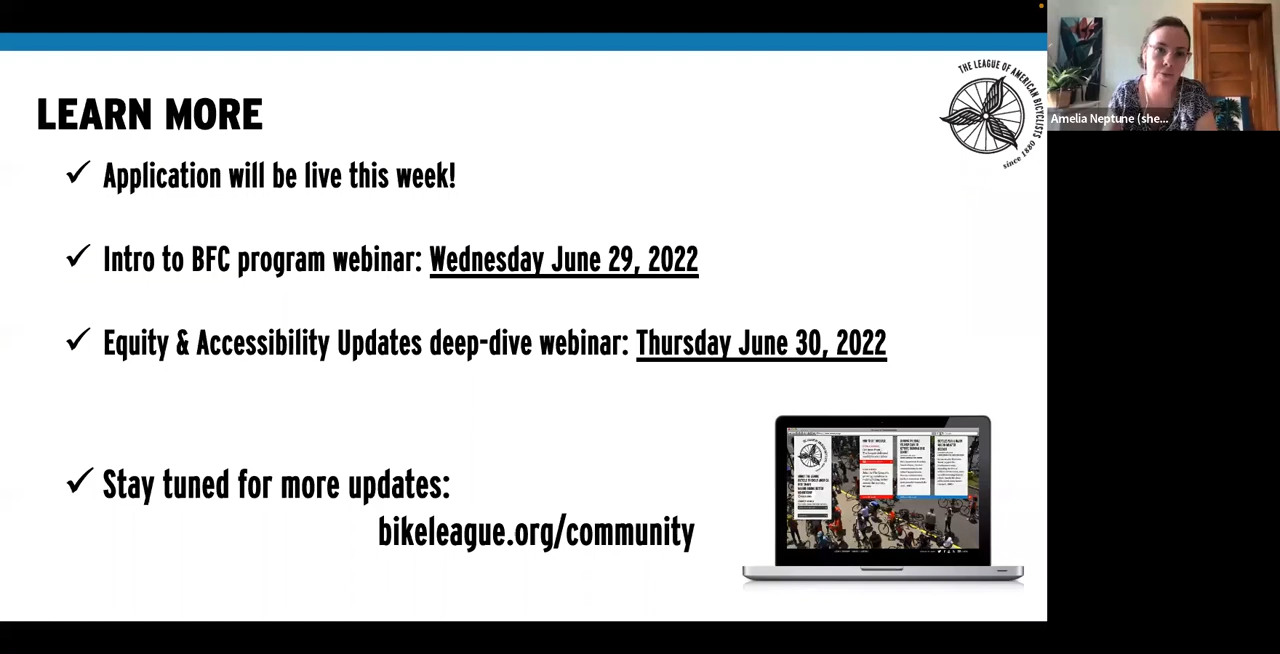 LEARN MORE
✓ Application will be live this week!
✓ Intro to BFC program webinar: Wednesday June 29, 2022
✓ Equity & Accessibility Updates deep-dive webinar: Thursday June 30, 2022
✓ Stay tuned for more updates:
bikeleague.org/community
THE LEAGUE OF AMERICAN BICYCLISTS
since 1880
Amelia Neptune (she...